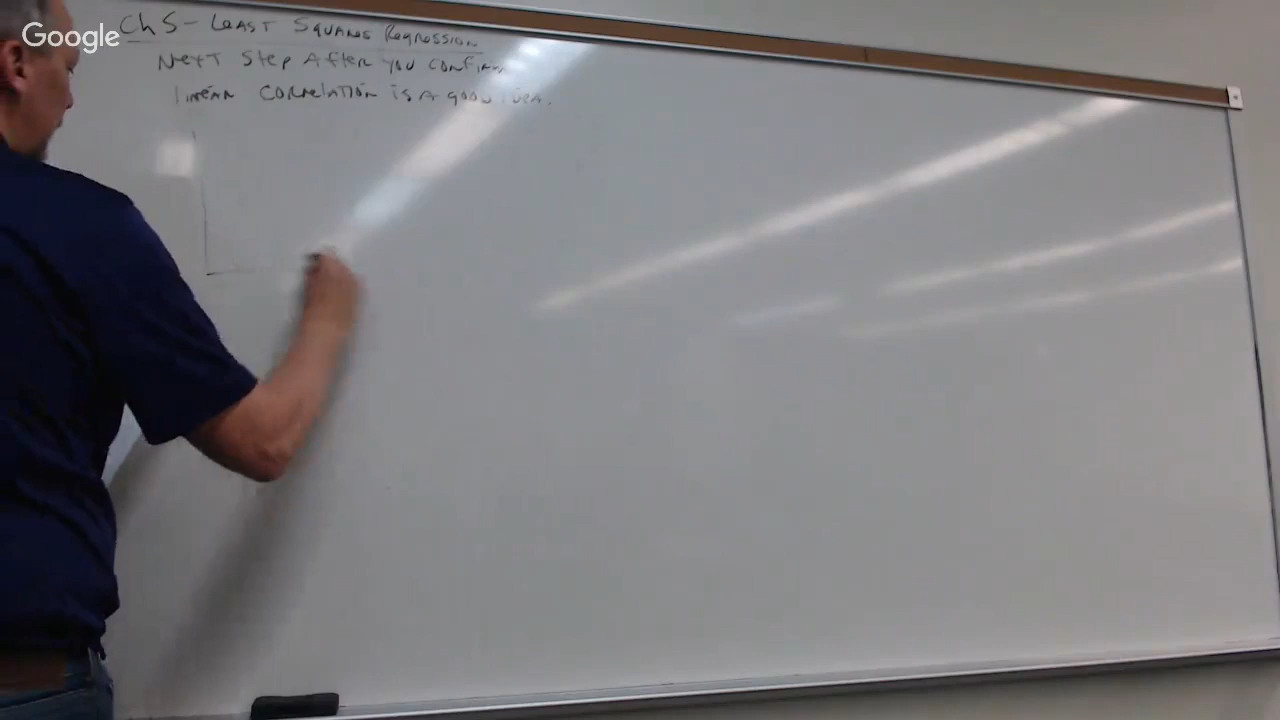 Google
Ch 5 - Least Squares Regression
Next Step After you confirm
linear correlation is a good idea.